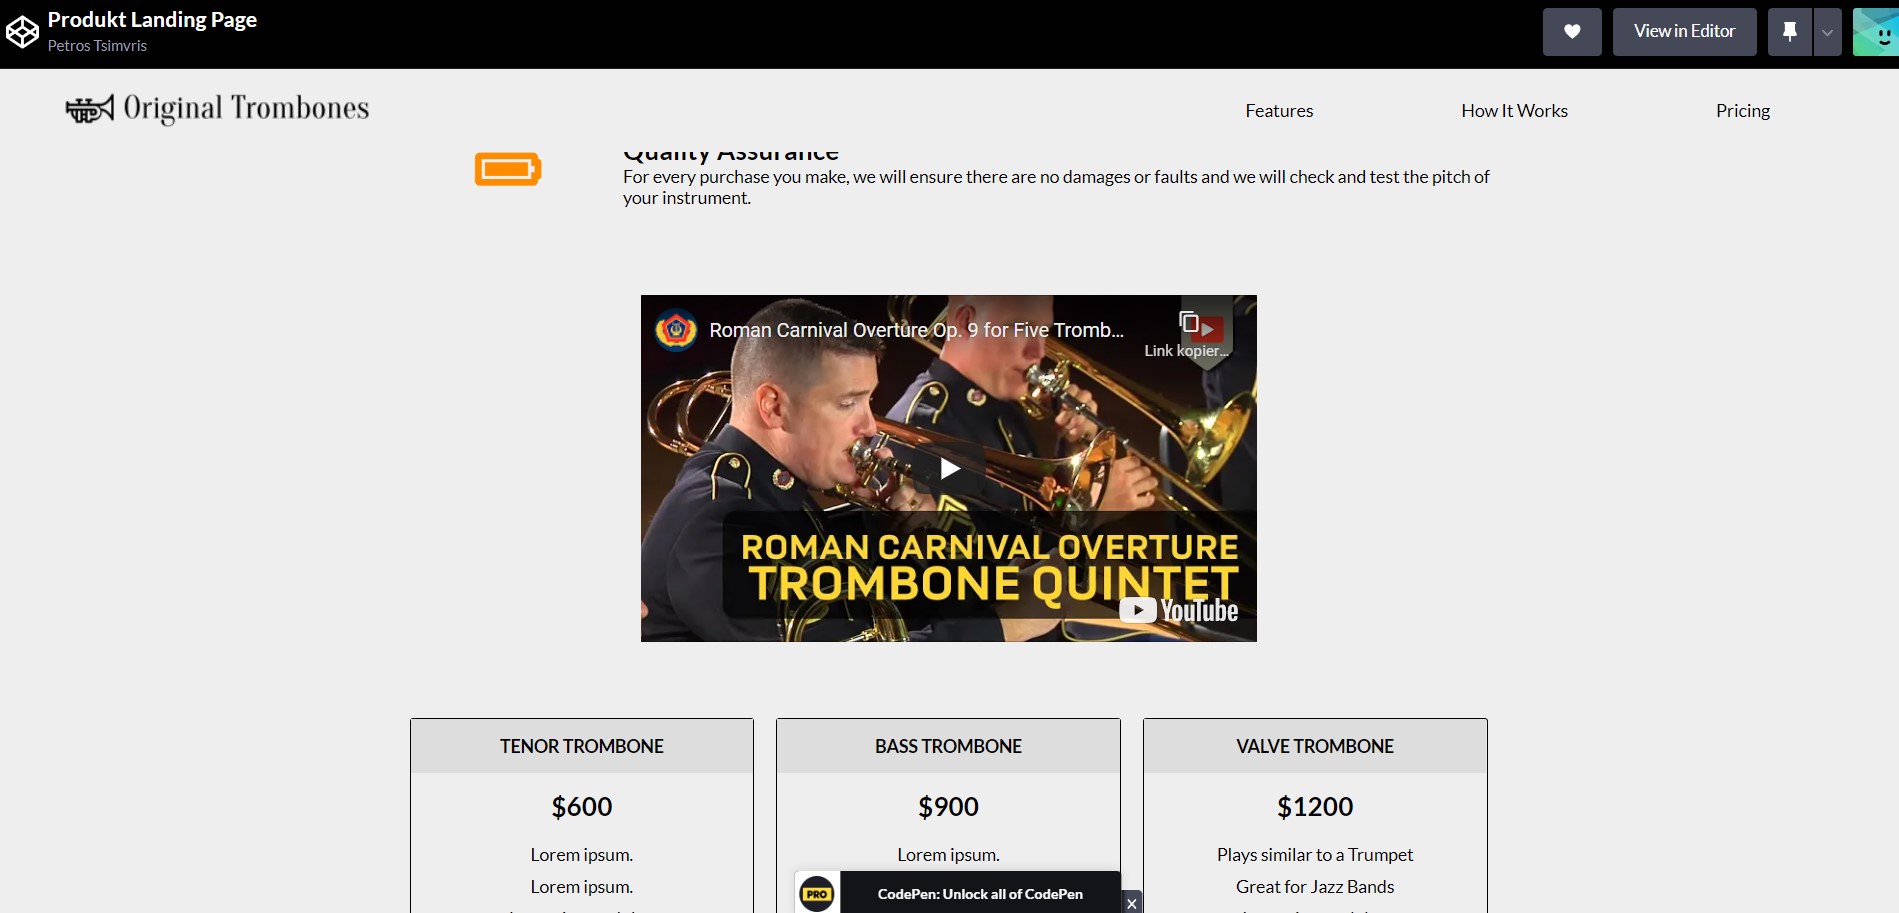 Produkt Landing Page
Petros Tsimvris
View in Editor
Original Trombones
Features
How It Works
Pricing
Quality Assurance
For every purchase you make, we will ensure there are no damages or faults and we will check and test the pitch of
your instrument.
Roman Carnival Overture Op. 9 for Five Tromb...
Link kopier...
ROMAN CARNIVAL OVERTURE
TROMBONE QUINTET
YouTube
TENOR TROMBONE
$600
Lorem ipsum.
Lorem ipsum.
BASS TROMBONE
$900
Lorem ipsum.
VALVE TROMBONE
$1200
Plays similar to a Trumpet
Great for Jazz Bands
PRO
CodePen: Unlock all of CodePen